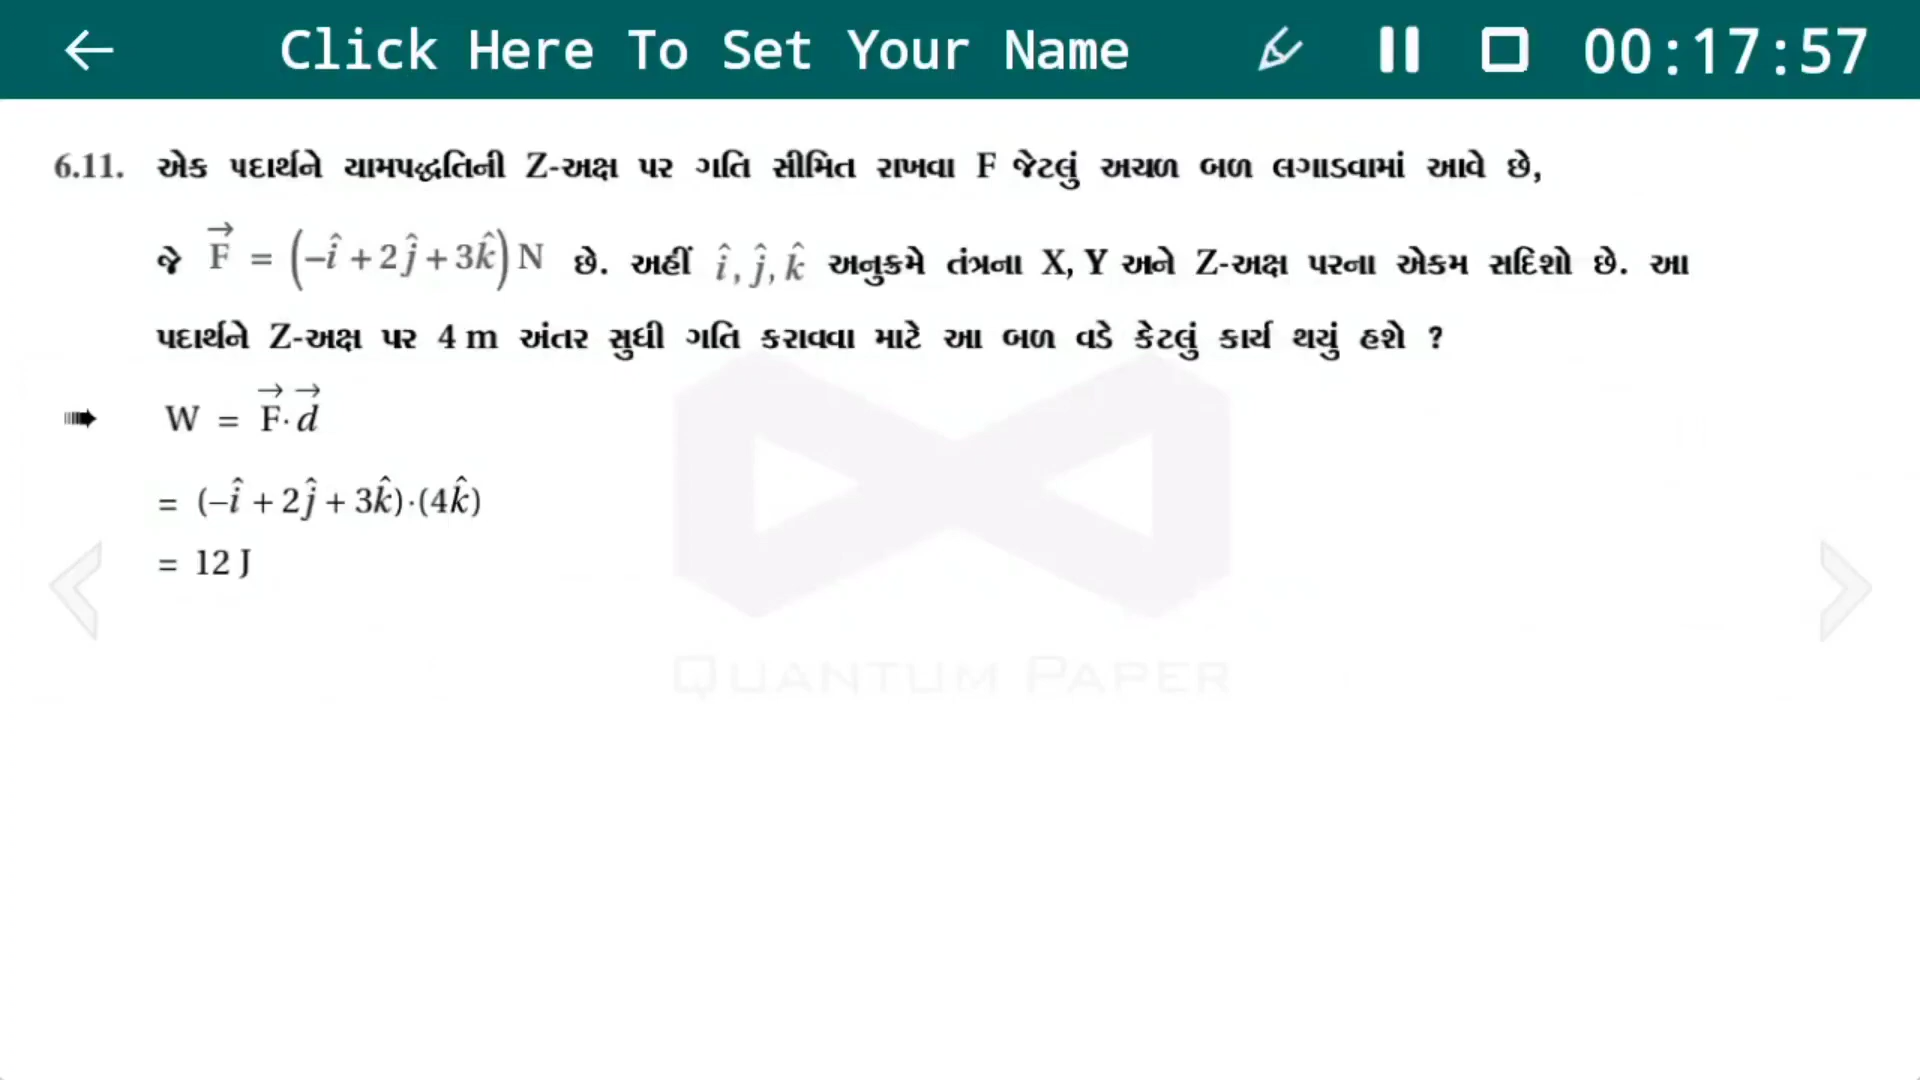 Click Here To Set Your Name 00:17:57
6.11. એક પદાર્થને યામપદ્ધતિની Z-અક્ષ પર ગતિ સીમિત રાખવા F જેટલું અચળ બળ લગાડવામાં આવે છે,
જે F⃗ = (−î + 2ĵ + 3k̂) N છે. અહીં î, ĵ, k̂ અનુક્રમે તંત્રના X, Y અને Z-અક્ષ પરના એકમ સદિશો છે. આ
પદાર્થને Z-અક્ષ પર 4 m અંતર સુધી ગતિ કરાવવા માટે આ બળ વડે કેટલું કાર્ય થયું હશે ?
➠ W = F⃗·d⃗
= (−î + 2ĵ + 3k̂)·(4k̂)
= 12 J
QUANTUM PAPER